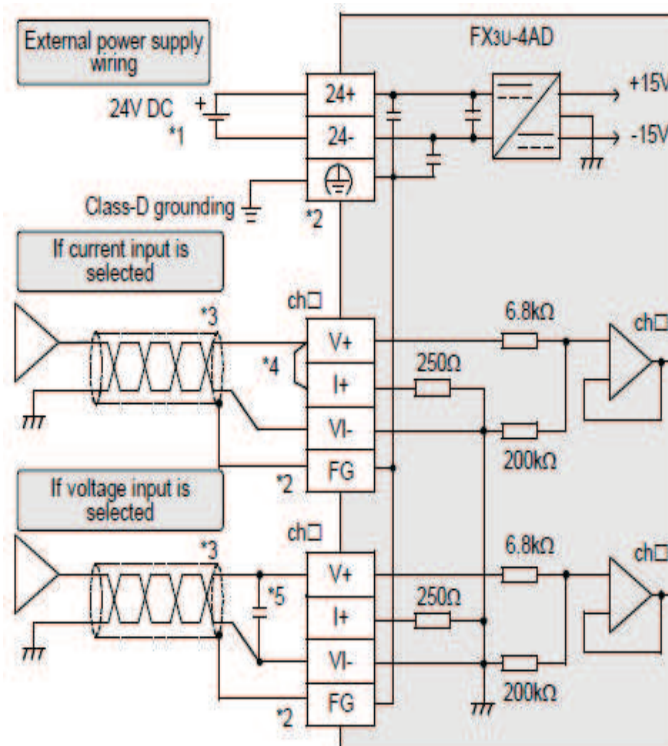 External power supply
wiring
FX3U-4AD
24V DC
*1
24+
+15V
24-
-15V
Class-D grounding
*2
If current input is
selected
*3
ch□
6.8kΩ
ch□
V+
*4
250Ω
I+
VI-
200kΩ
*2
FG
If voltage input is
selected
*3
ch□
6.8kΩ
ch□
V+
*5
250Ω
I+
VI-
200kΩ
*2
FG